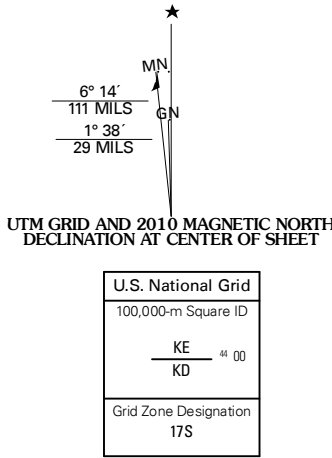 ★
MN
6° 14´
111 MILS
GN
1° 38´
29 MILS
UTM GRID AND 2010 MAGNETIC NORTH
DECLINATION AT CENTER OF SHEET
U.S. National Grid
100,000-m Square ID
KE
44 00
KD
Grid Zone Designation
17S